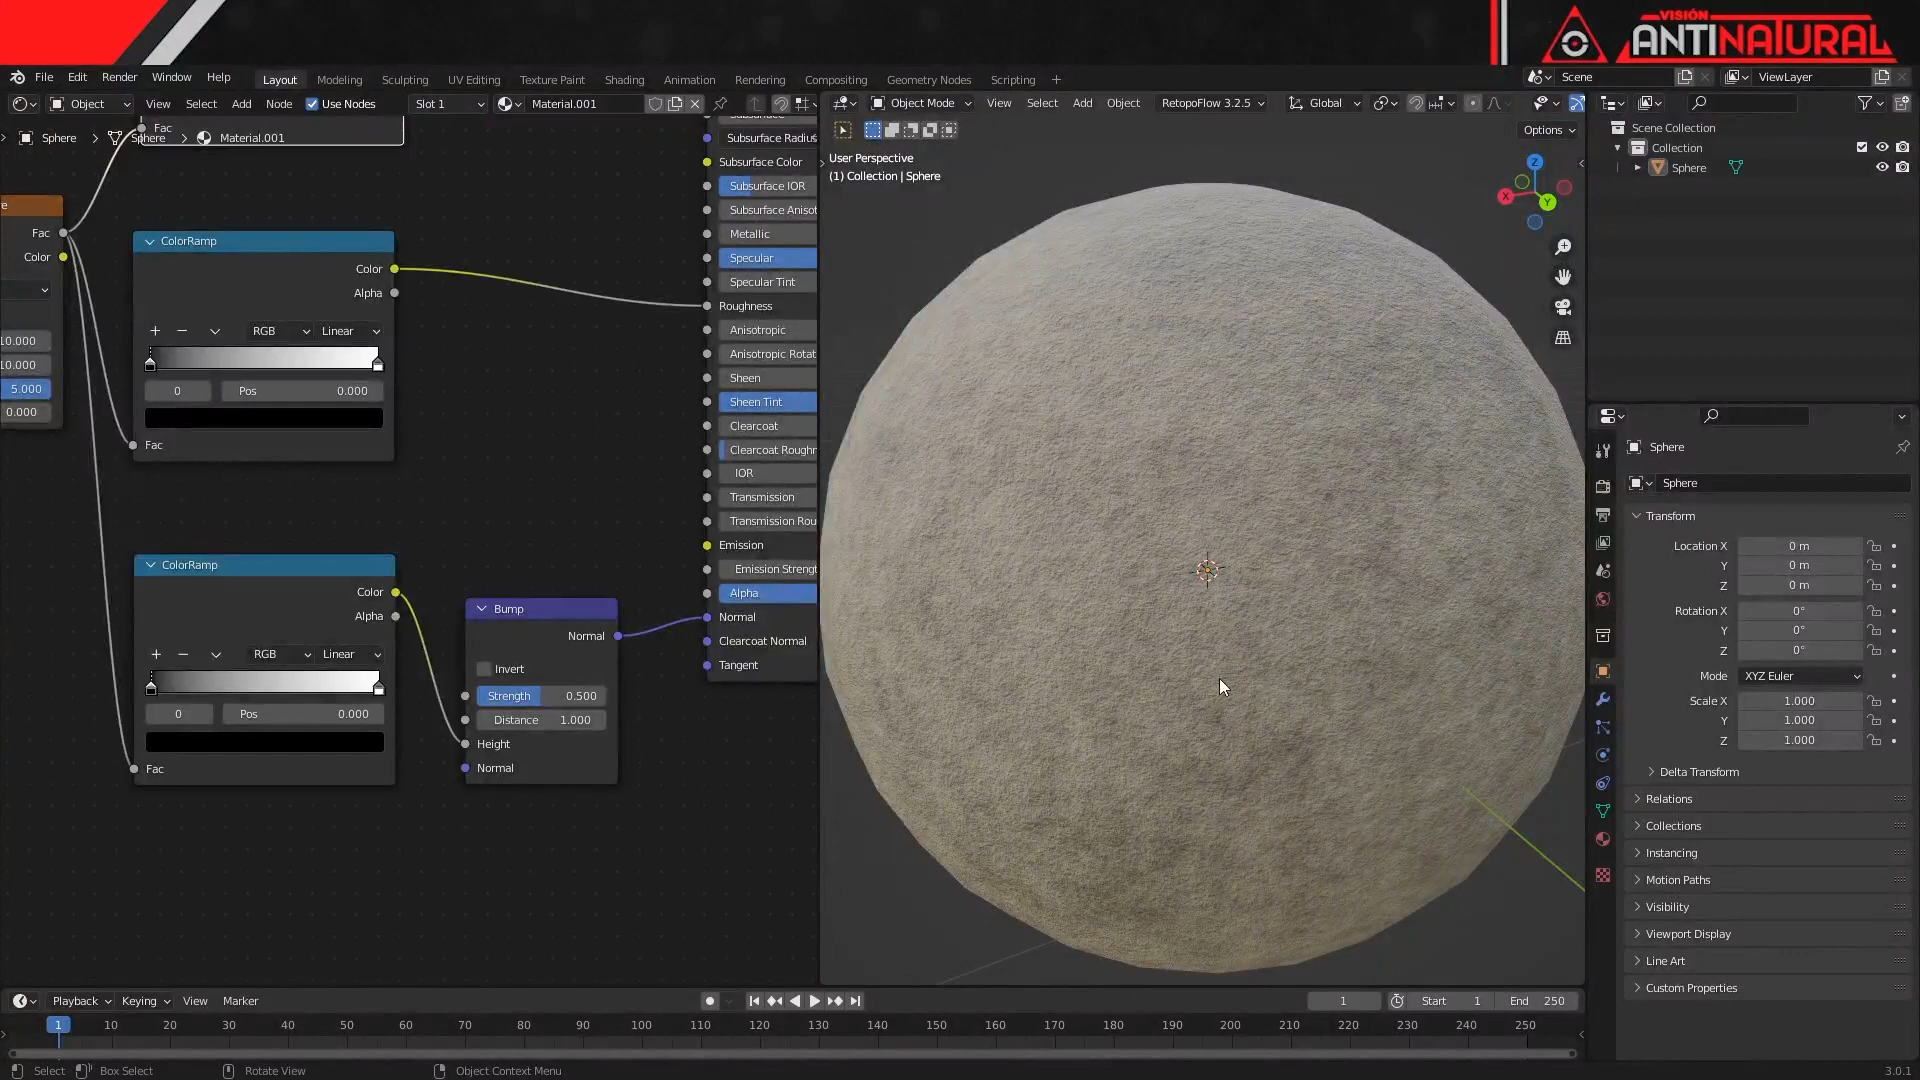 VISIÓN
ANTINATURAL
File Edit Render Window Help
Layout Modeling Sculpting UV Editing Texture Paint Shading Animation Rendering Compositing Geometry Nodes Scripting +
Scene
ViewLayer
Object View Select Add Node Use Nodes Slot 1 Material.001
Object Mode View Select Add Object RetopoFlow 3.2.5 Global
Options
Fac
Sphere > Sphere > Material.001
User Perspective
(1) Collection | Sphere
Z
X
Y
e
Fac
Color
10.000
10.000
5.000
0.000
ColorRamp
Color
Alpha
RGB Linear
0 Pos 0.000
Fac
ColorRamp
Color
Alpha
RGB Linear
0 Pos 0.000
Fac
Bump
Normal
Invert
Strength 0.500
Distance 1.000
Height
Normal
Subsurface Radius
Subsurface Color
Subsurface IOR
Subsurface Anisot
Metallic
Specular
Specular Tint
Roughness
Anisotropic
Anisotropic Rotat
Sheen
Sheen Tint
Clearcoat
Clearcoat Roughn
IOR
Transmission
Transmission Rou
Emission
Emission Strengt
Alpha
Normal
Clearcoat Normal
Tangent
Scene Collection
Collection
Sphere
Sphere
Sphere
Transform
Location X 0 m
Y 0 m
Z 0 m
Rotation X 0°
Y 0°
Z 0°
Mode XYZ Euler
Scale X 1.000
Y 1.000
Z 1.000
Delta Transform
Relations
Collections
Instancing
Motion Paths
Visibility
Viewport Display
Line Art
Custom Properties
Playback Keying View Marker
1 Start 1 End 250
1 10 20 30 40 50 60 70 80 90 100 110 120 130 140 150 160 170 180 190 200 210 220 230 240 250
Select Box Select Rotate View Object Context Menu
3.0.1